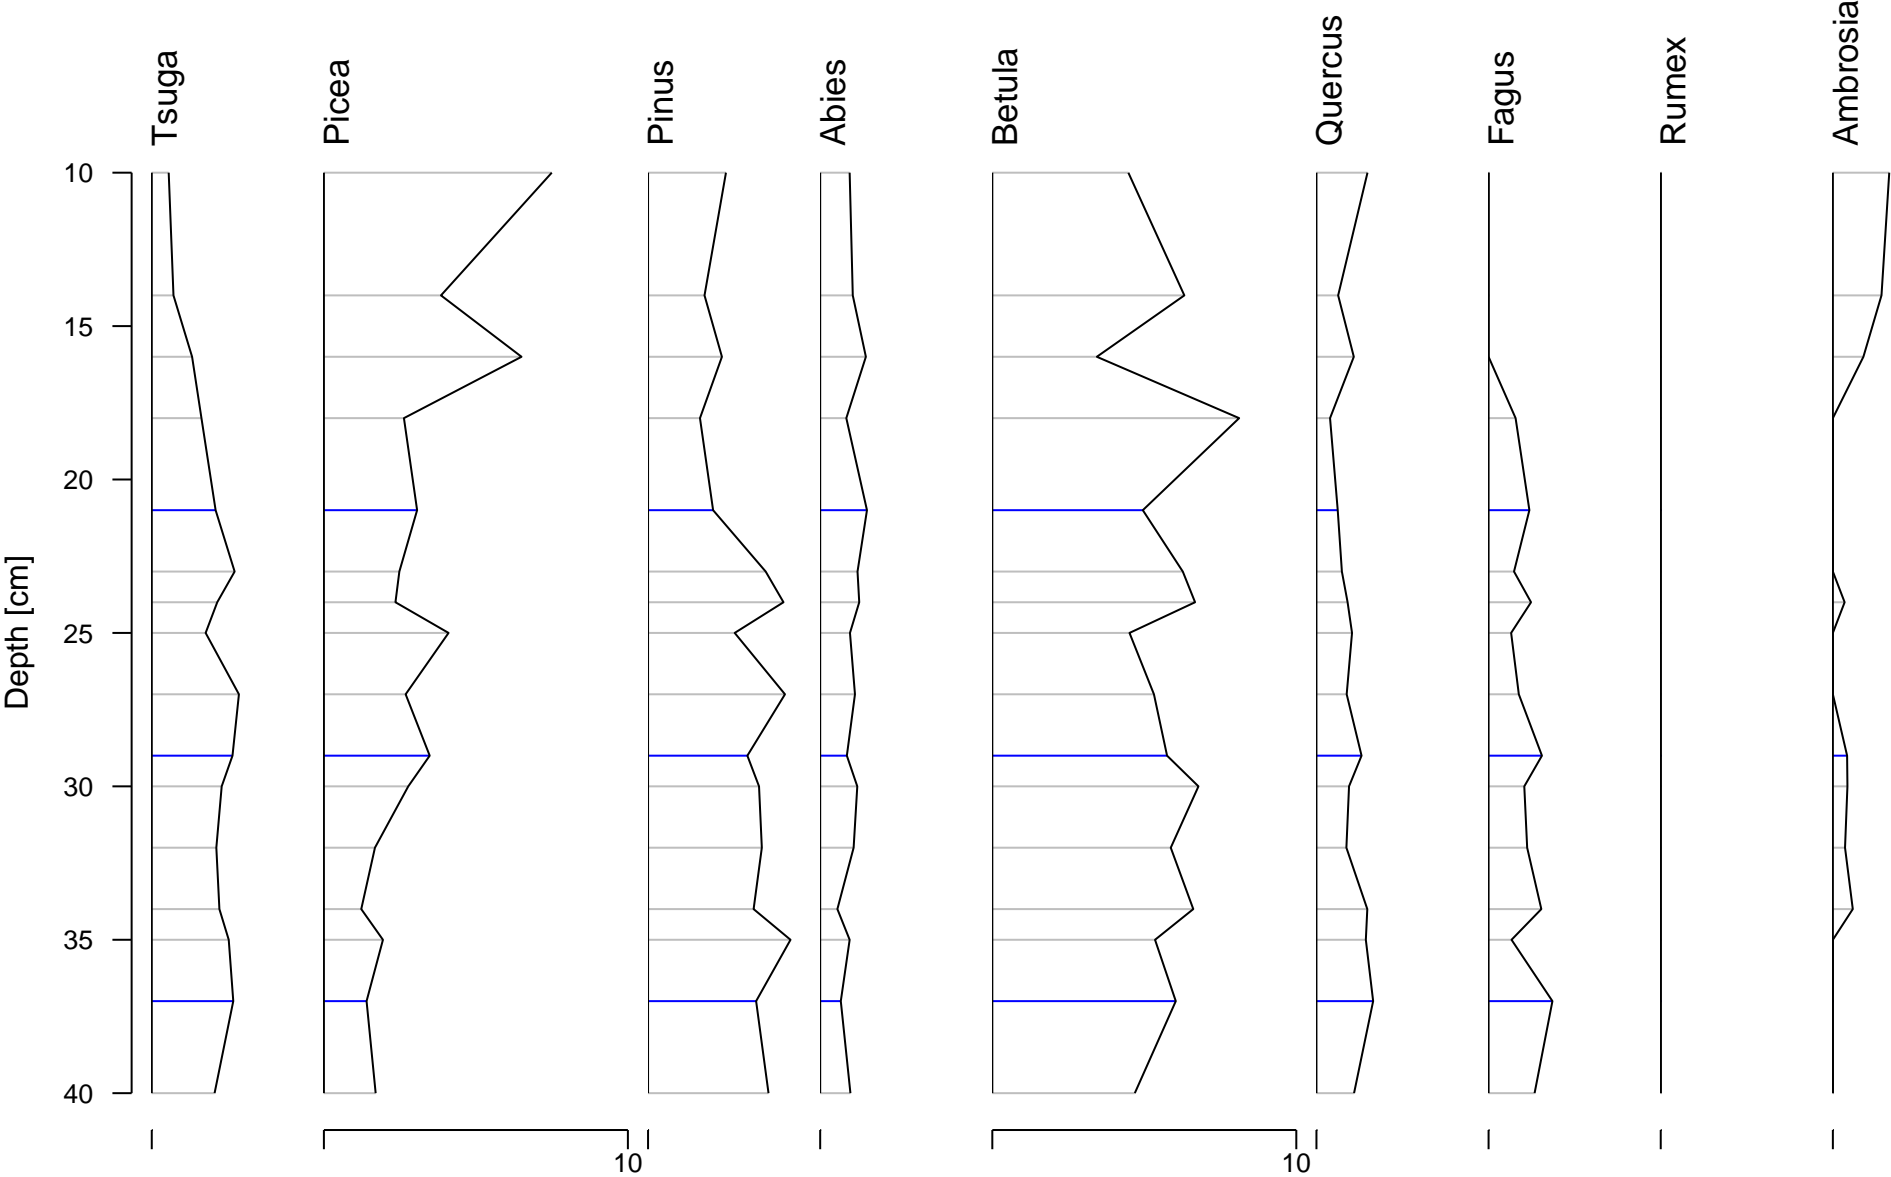 Tsuga
Picea
Pinus
Abies
Betula
Quercus
Fagus
Rumex
Ambrosia
10
15
20
25
30
35
40
Depth [cm]
10
10